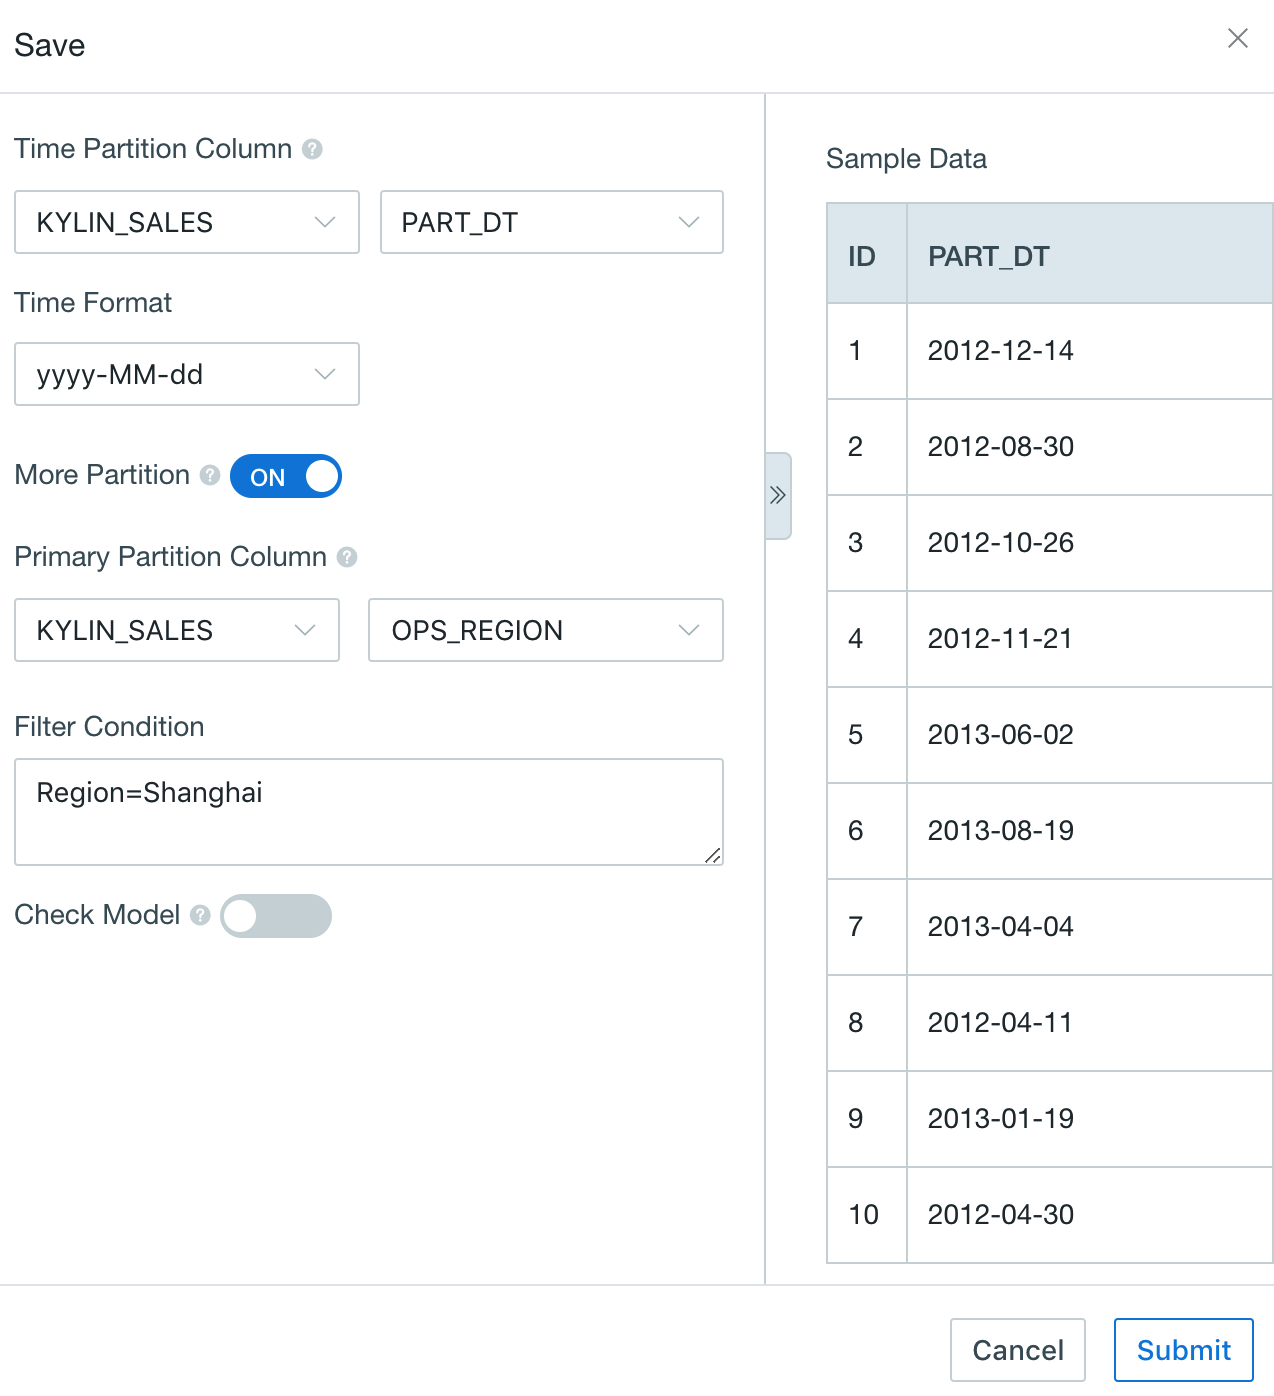 Save
Time Partition Column ?
KYLIN_SALES PART_DT
Time Format
yyyy-MM-dd
More Partition ? ON
Primary Partition Column ?
KYLIN_SALES OPS_REGION
Filter Condition
Region=Shanghai
Check Model ?
Sample Data
ID PART_DT
1 2012-12-14
2 2012-08-30
3 2012-10-26
4 2012-11-21
5 2013-06-02
6 2013-08-19
7 2013-04-04
8 2012-04-11
9 2013-01-19
10 2012-04-30
Cancel Submit